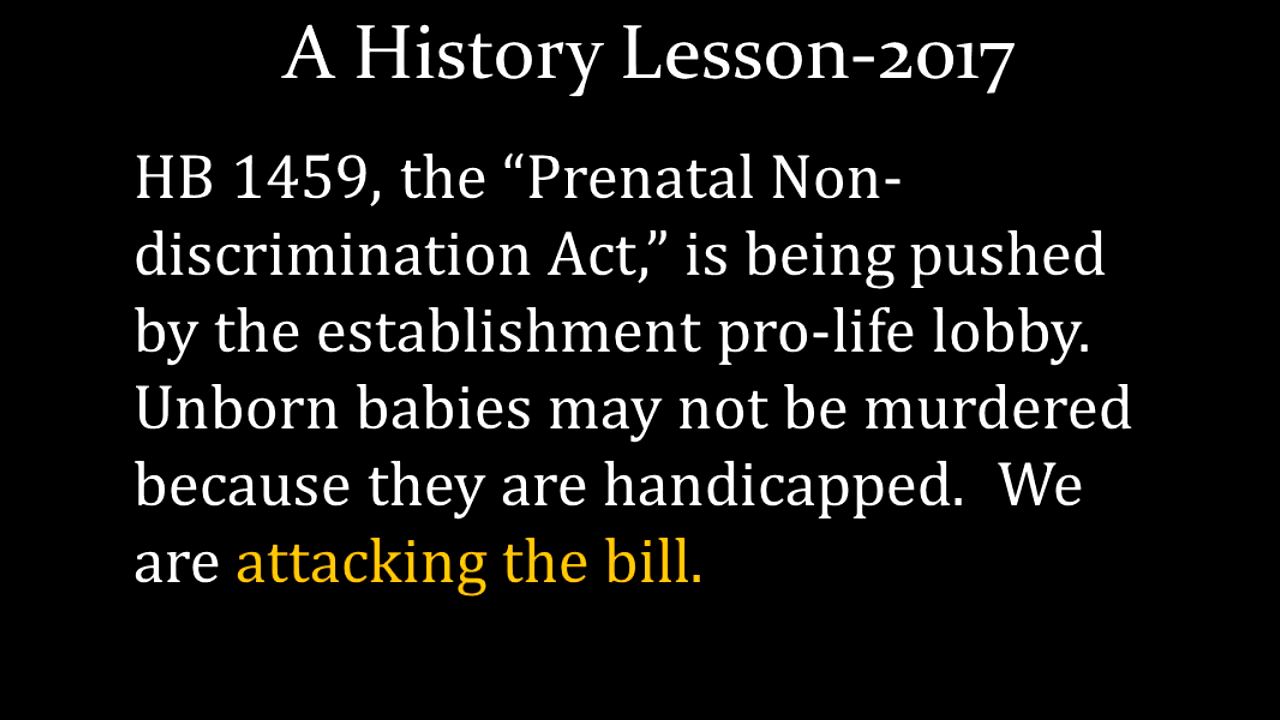 A History Lesson-2017
HB 1459, the “Prenatal Non-
discrimination Act,” is being pushed
by the establishment pro-life lobby.
Unborn babies may not be murdered
because they are handicapped.  We
are attacking the bill.